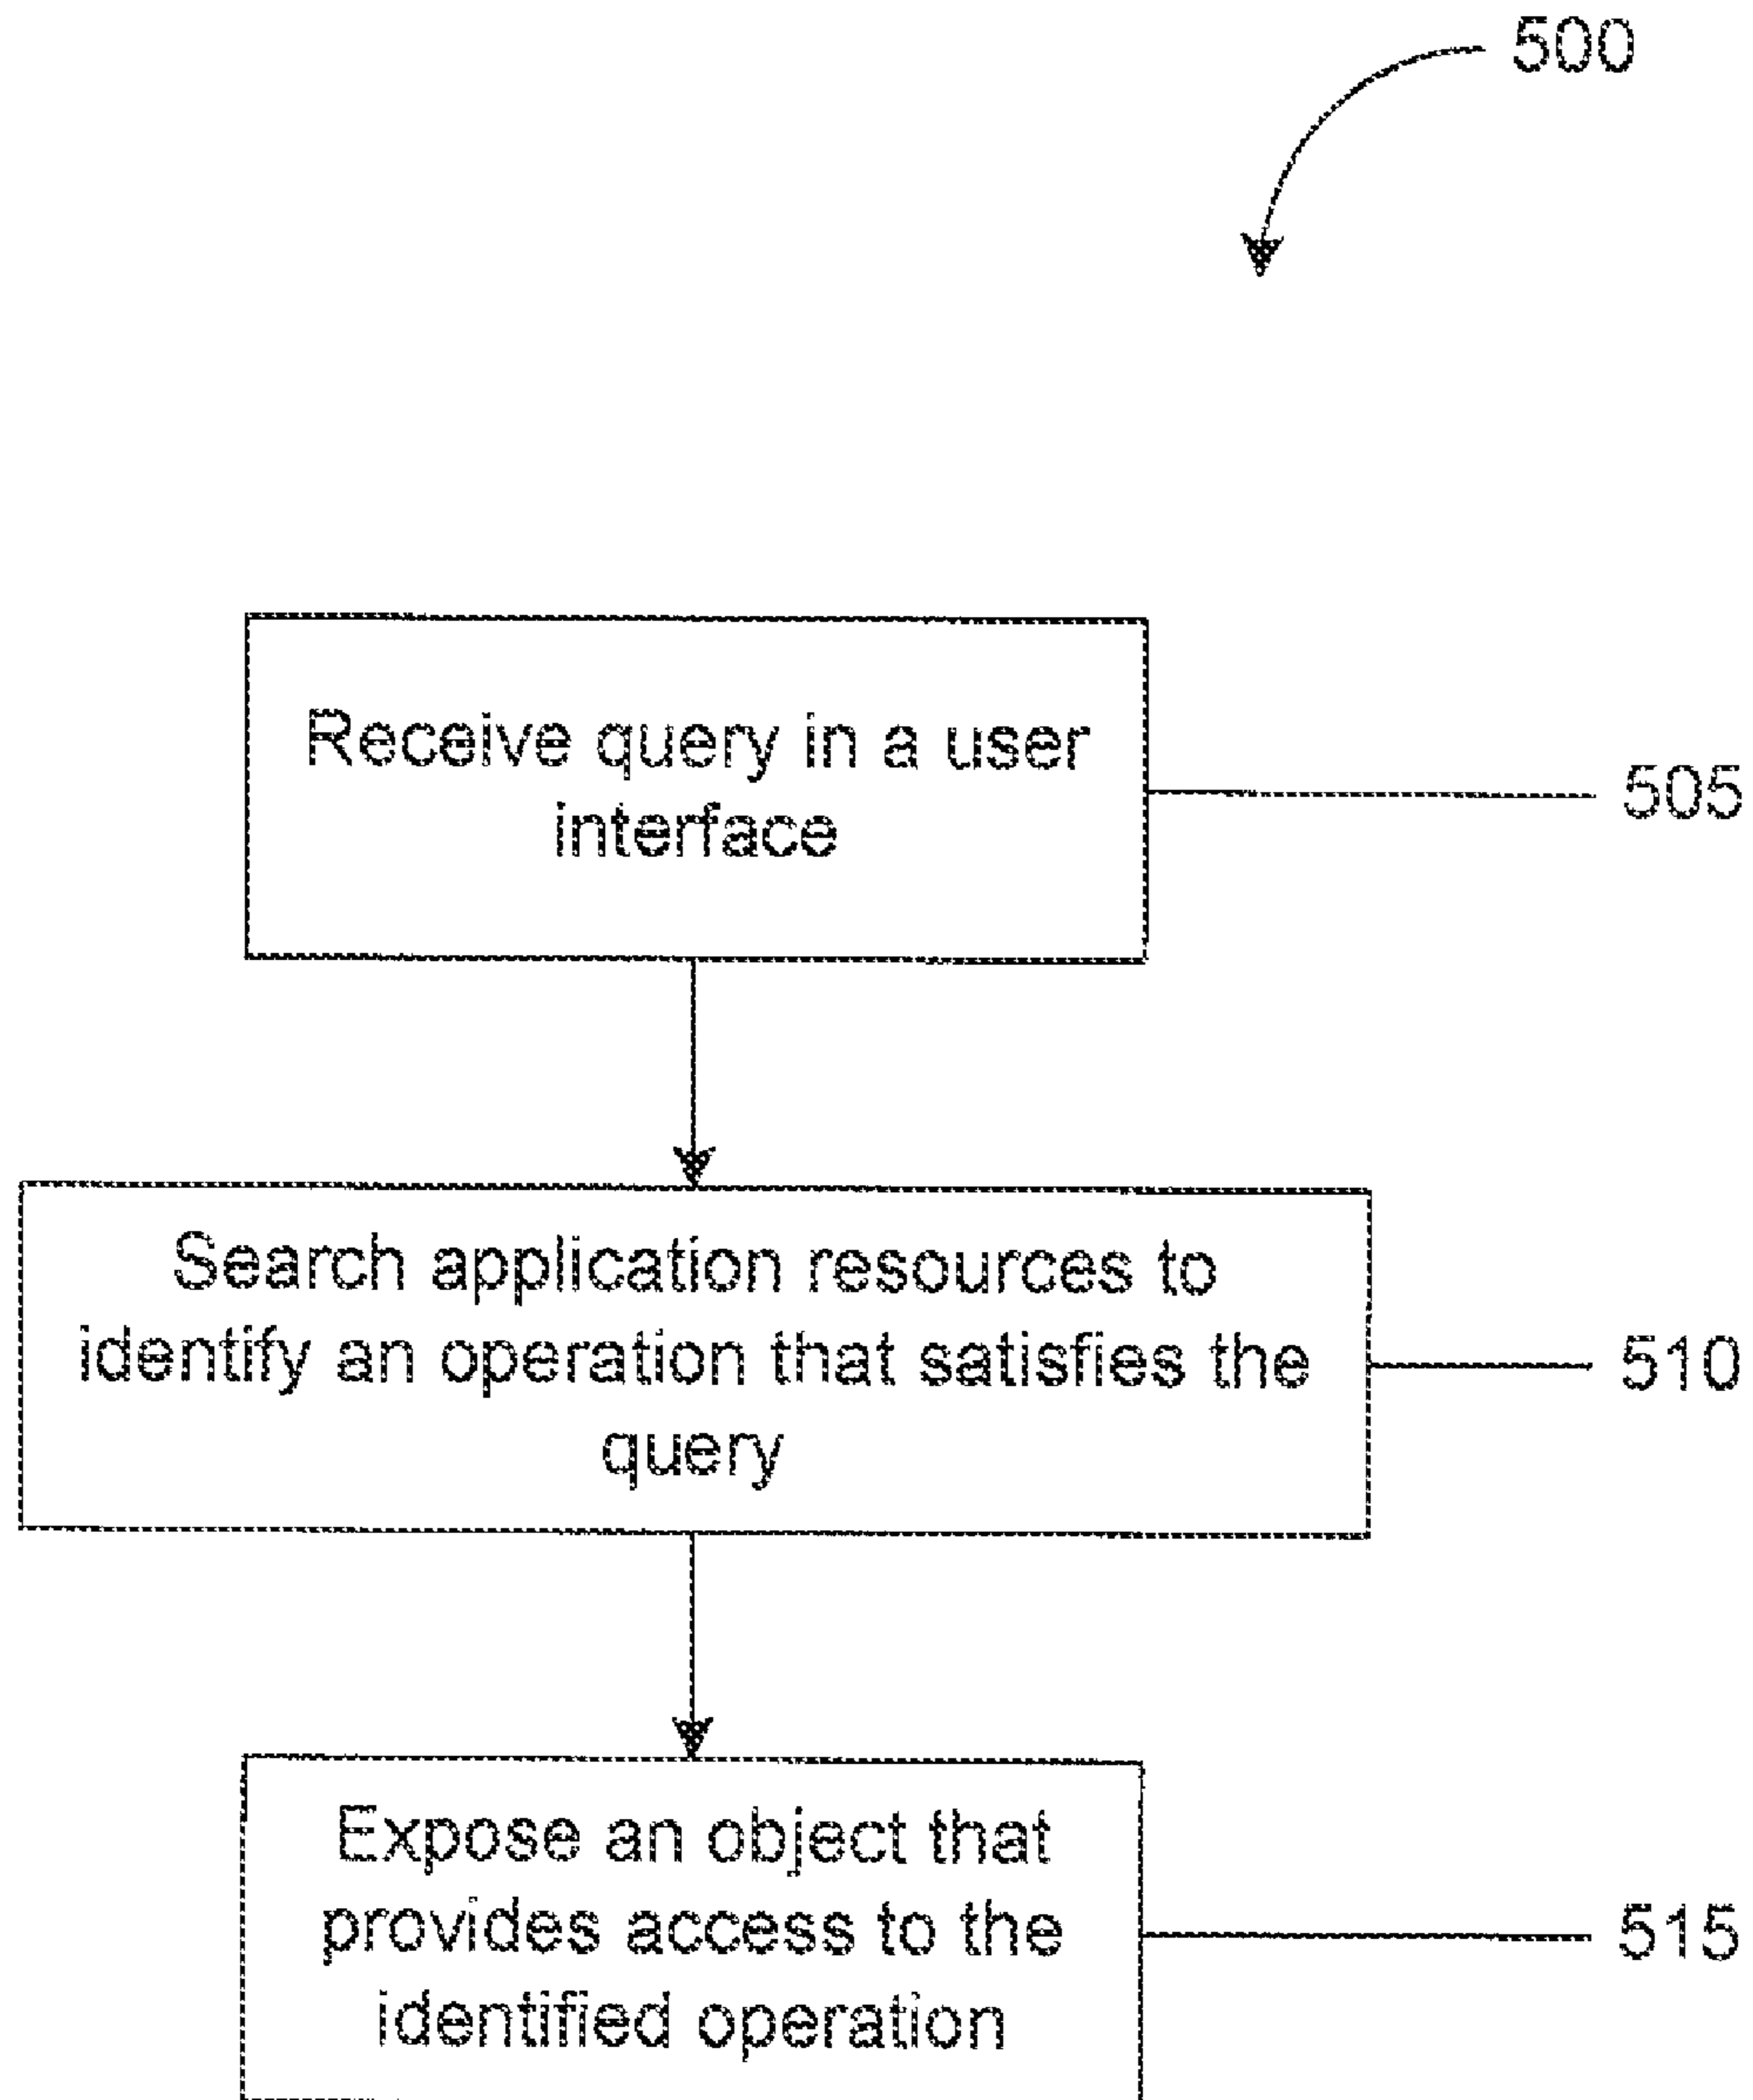 500
Receive query in a user
interface
505
Search application resources to
identify an operation that satisfies the
query
510
Expose an object that
provides access to the
identified operation
515